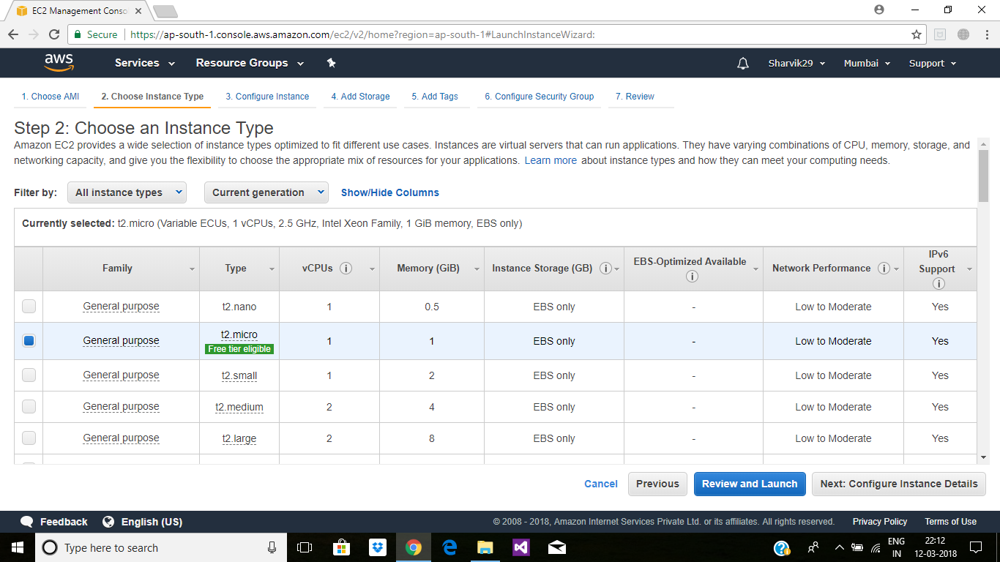 EC2 Management Conso
Secure https://ap-south-1.console.aws.amazon.com/ec2/v2/home?region=ap-south-1#LaunchInstanceWizard:
aws Services Resource Groups Sharvik29 Mumbai Support
1. Choose AMI 2. Choose Instance Type 3. Configure Instance 4. Add Storage 5. Add Tags 6. Configure Security Group 7. Review
Step 2: Choose an Instance Type
Amazon EC2 provides a wide selection of instance types optimized to fit different use cases. Instances are virtual servers that can run applications. They have varying combinations of CPU, memory, storage, and
networking capacity, and give you the flexibility to choose the appropriate mix of resources for your applications. Learn more about instance types and how they can meet your computing needs.
Filter by: All instance types Current generation Show/Hide Columns
Currently selected: t2.micro (Variable ECUs, 1 vCPUs, 2.5 GHz, Intel Xeon Family, 1 GiB memory, EBS only)
Family Type vCPUs Memory (GiB) Instance Storage (GB) EBS-Optimized Available Network Performance IPv6 Support
General purpose t2.nano 1 0.5 EBS only - Low to Moderate Yes
General purpose t2.micro Free tier eligible 1 1 EBS only - Low to Moderate Yes
General purpose t2.small 1 2 EBS only - Low to Moderate Yes
General purpose t2.medium 2 4 EBS only - Low to Moderate Yes
General purpose t2.large 2 8 EBS only - Low to Moderate Yes
Cancel Previous Review and Launch Next: Configure Instance Details
Feedback English (US) © 2008 - 2018, Amazon Internet Services Private Ltd. or its affiliates. All rights reserved. Privacy Policy Terms of Use
Type here to search
ENG 22:12
IN 12-03-2018